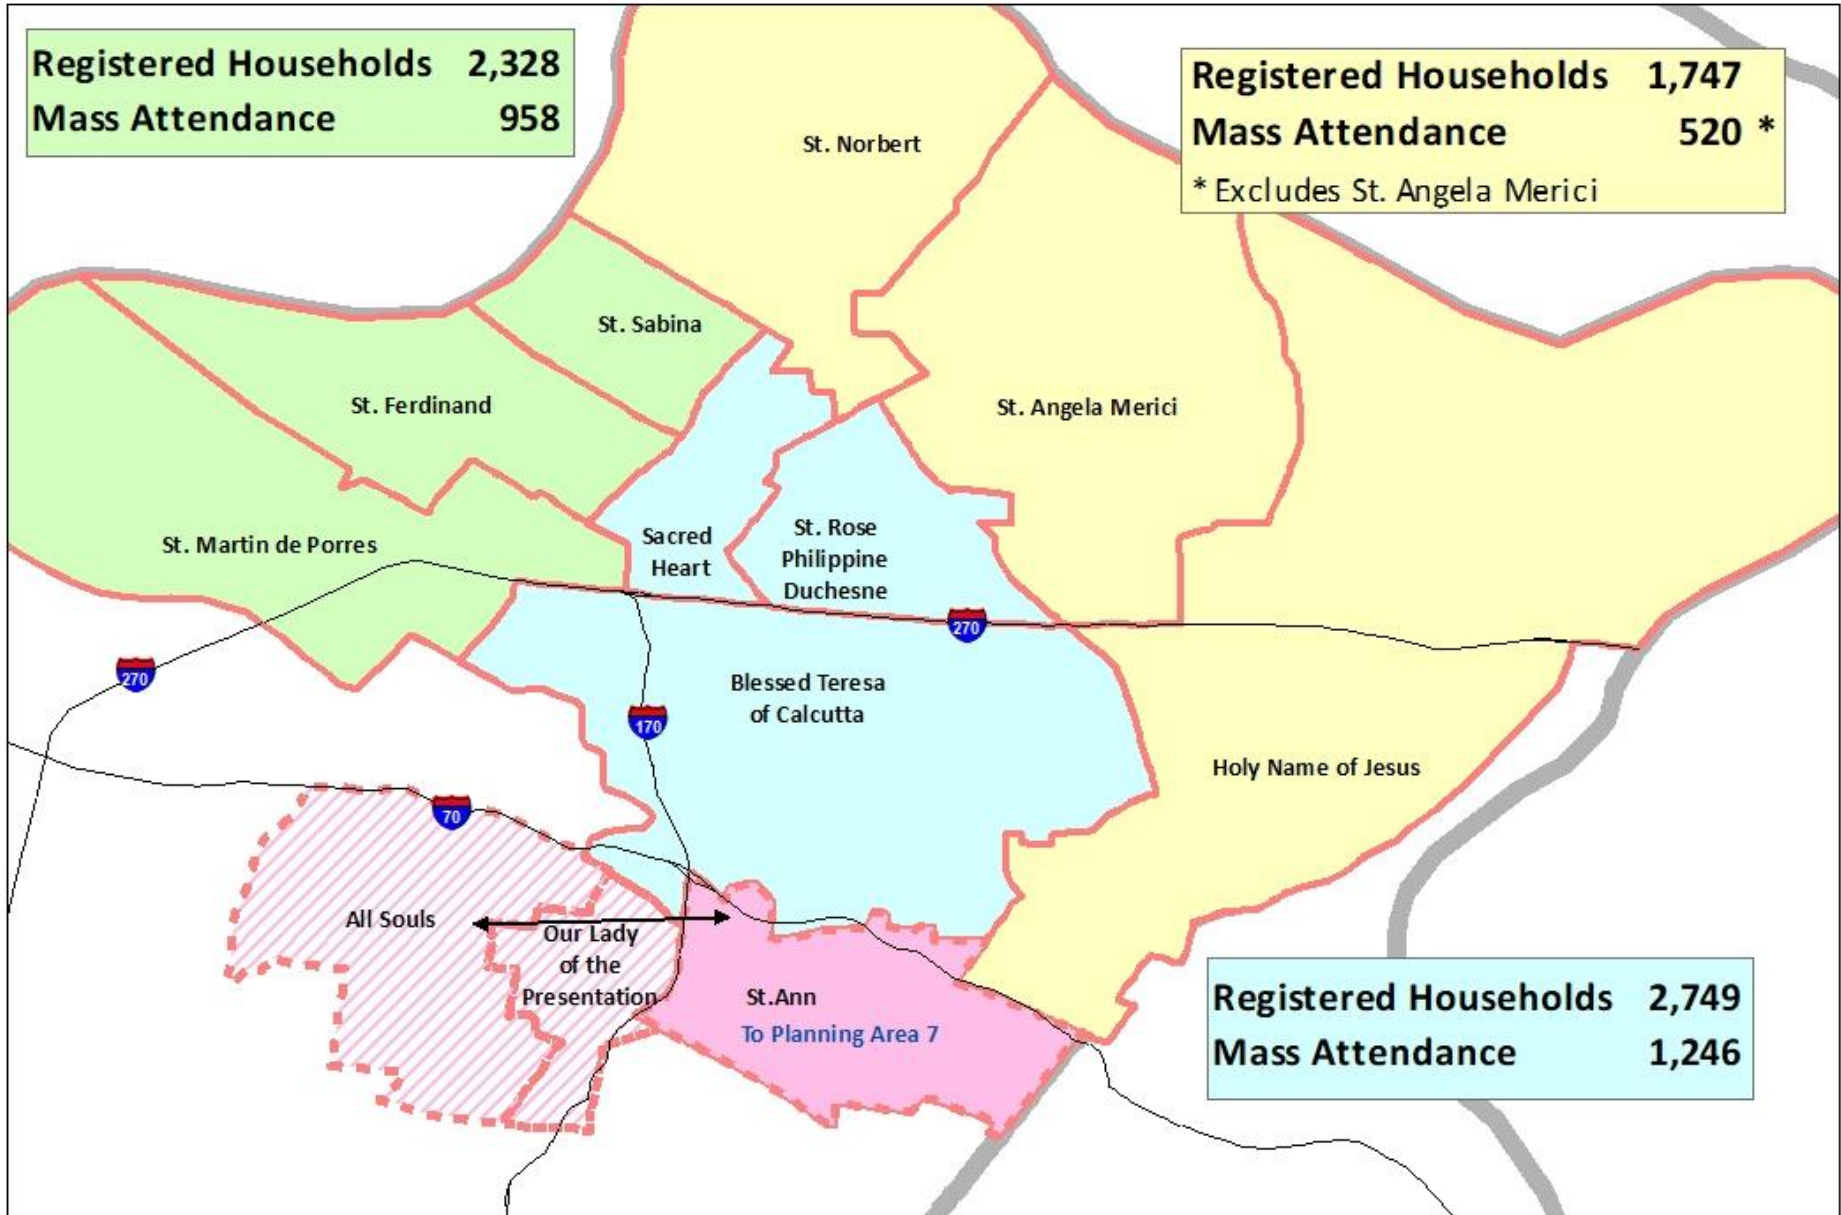 Registered Households 2,328
Mass Attendance 958
Registered Households 1,747
Mass Attendance 520 *
* Excludes St. Angela Merici
St. Norbert
St. Sabina
St. Ferdinand
St. Angela Merici
St. Martin de Porres
Sacred
Heart
St. Rose
Philippine
Duchesne
270
270
Blessed Teresa
of Calcutta
170
Holy Name of Jesus
70
All Souls
Our Lady
of the
Presentation
St.Ann
To Planning Area 7
Registered Households 2,749
Mass Attendance 1,246